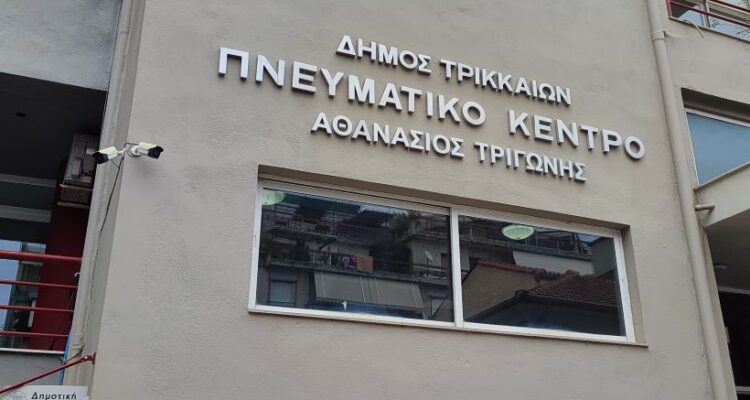 ΔΗΜΟΣ ΤΡΙΚΚΑΙΩΝ
ΠΝΕΥΜΑΤΙΚΟ ΚΕΝΤΡΟ
ΑΘΑΝΑΣΙΟΣ ΤΡΙΓΩΝΗΣ
Δημοτική